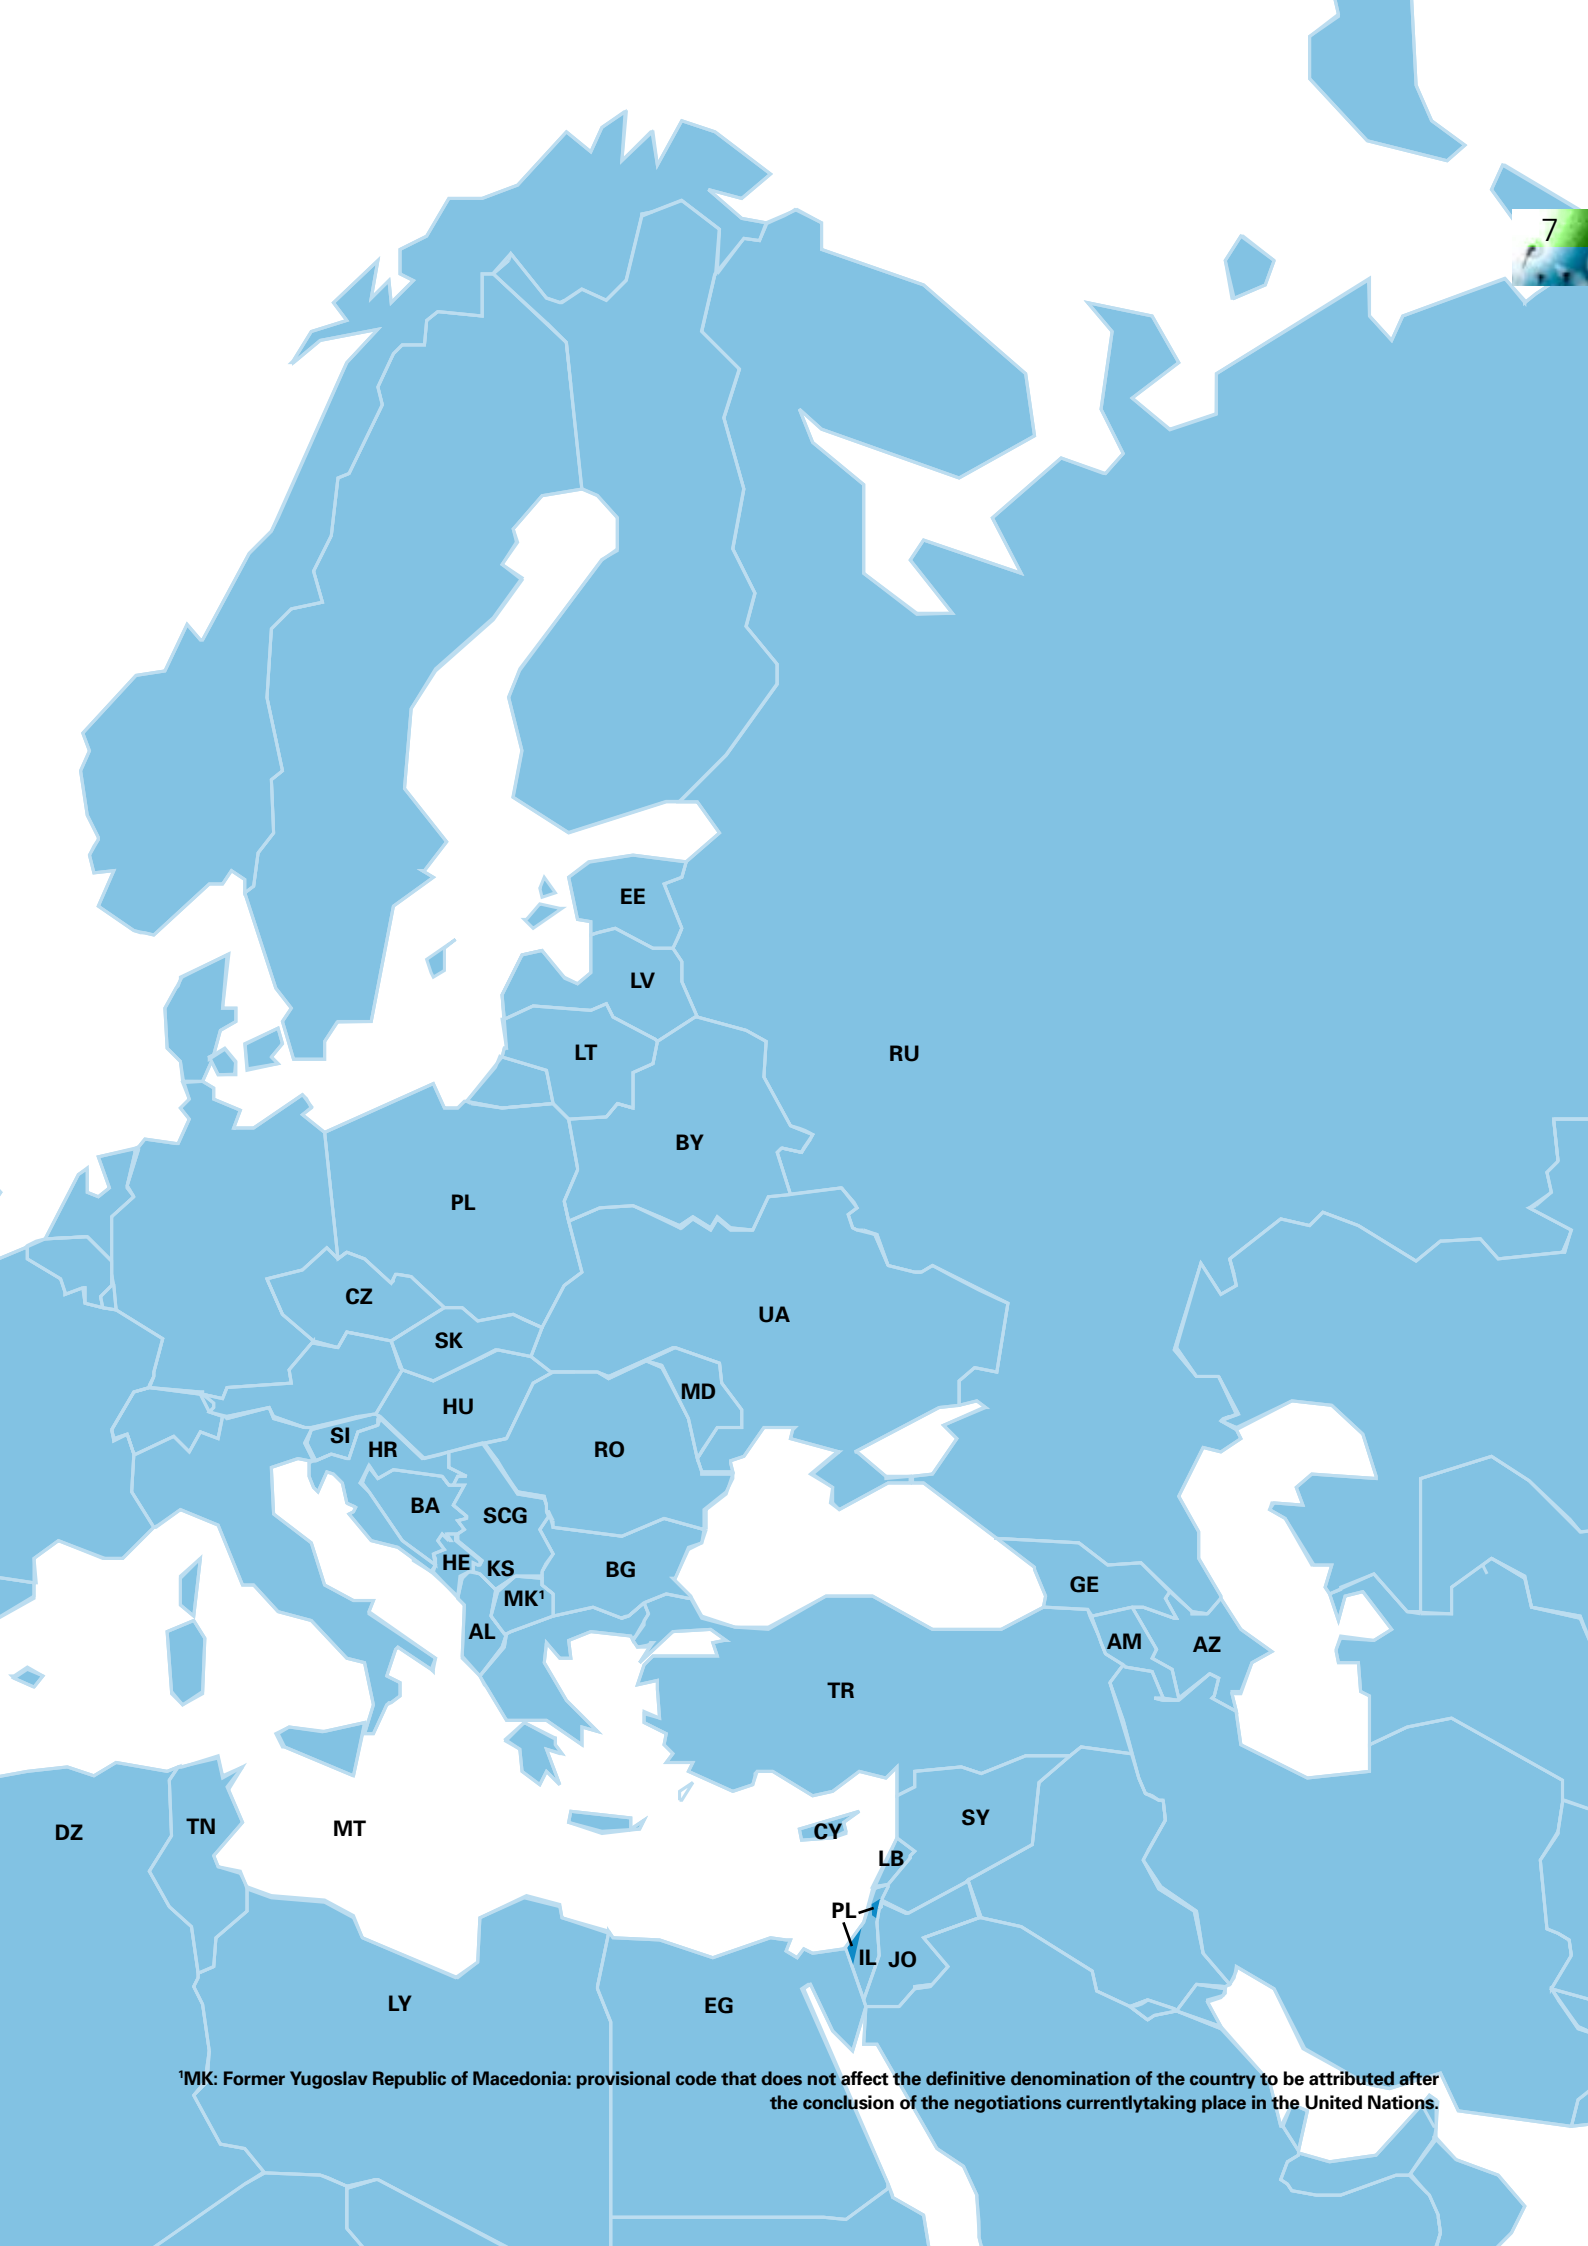 7
EE
LV
LT
RU
BY
PL
CZ
UA
SK
MD
HU
SI
HR
RO
BA
SCG
HE
KS
BG
MK¹
GE
AL
AM
AZ
TR
SY
DZ
TN
MT
CY
LB
PL
IL
JO
LY
EG
¹MK: Former Yugoslav Republic of Macedonia: provisional code that does not affect the definitive denomination of the country to be attributed after
the conclusion of the negotiations currentlytaking place in the United Nations.